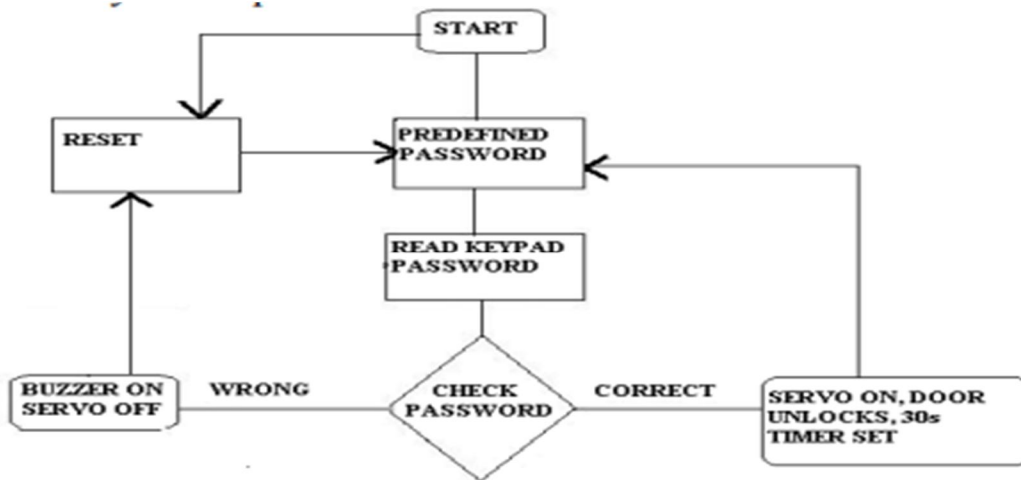 START
RESET
PREDEFINED
PASSWORD
READ KEYPAD
PASSWORD
BUZZER ON
SERVO OFF
WRONG
CHECK
PASSWORD
CORRECT
SERVO ON, DOOR
UNLOCKS, 30s
TIMER SET